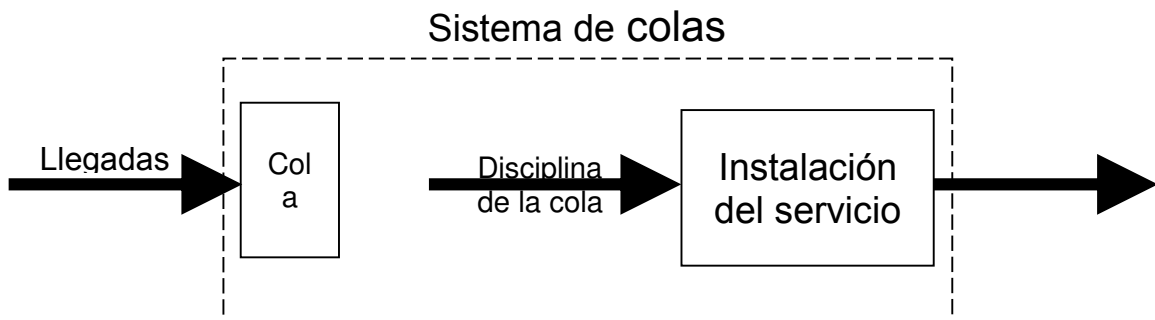 Sistema de colas
Llegadas
Col
a
Disciplina
de la cola
Instalación
del servicio